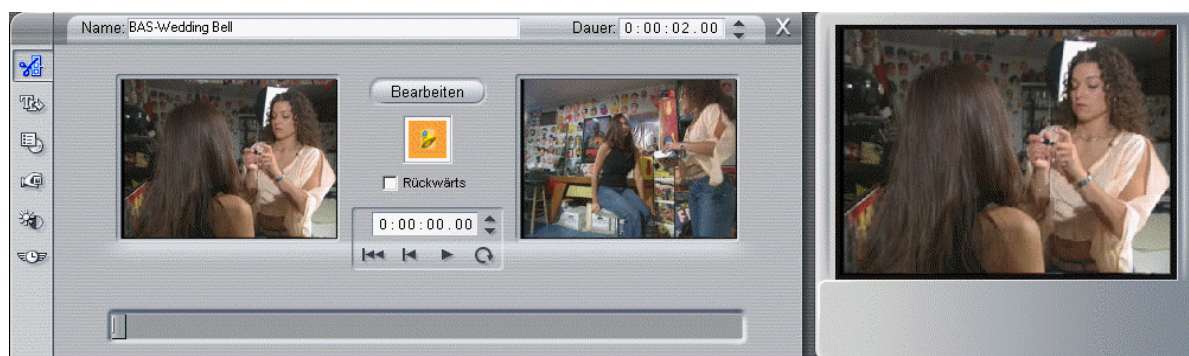 Name: BAS-Wedding Bell
Dauer: 0:00:02.00
X
Bearbeiten
Rückwärts
0:00:00.00